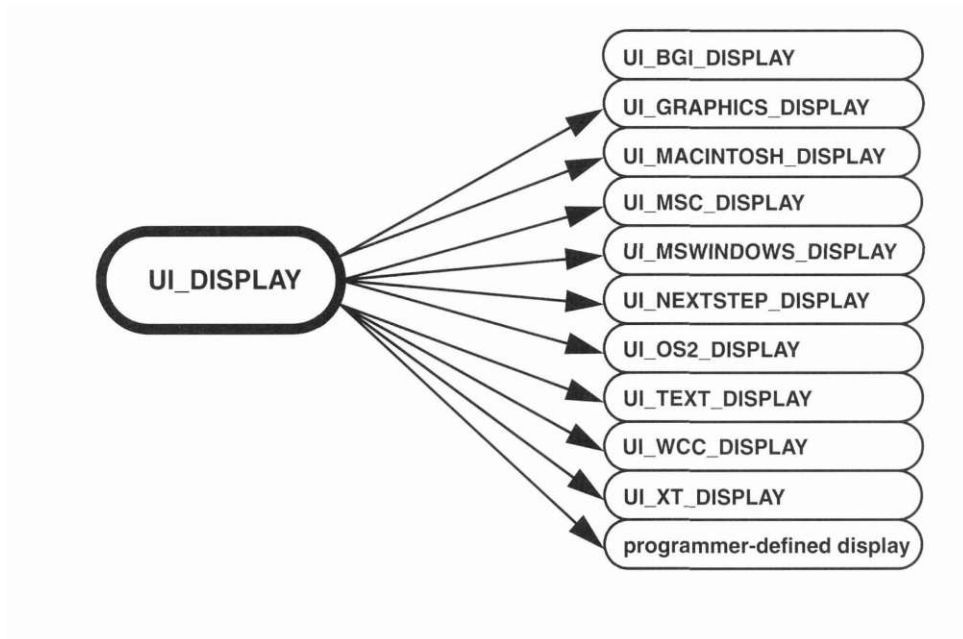 UI_BGI_DISPLAY
UI_GRAPHICS_DISPLAY
UI_MACINTOSH_DISPLAY
UI_MSC_DISPLAY
UI_MSWINDOWS_DISPLAY
UI_DISPLAY
UI_NEXTSTEP_DISPLAY
UI_OS2_DISPLAY
UI_TEXT_DISPLAY
UI_WCC_DISPLAY
UI_XT_DISPLAY
programmer-defined display